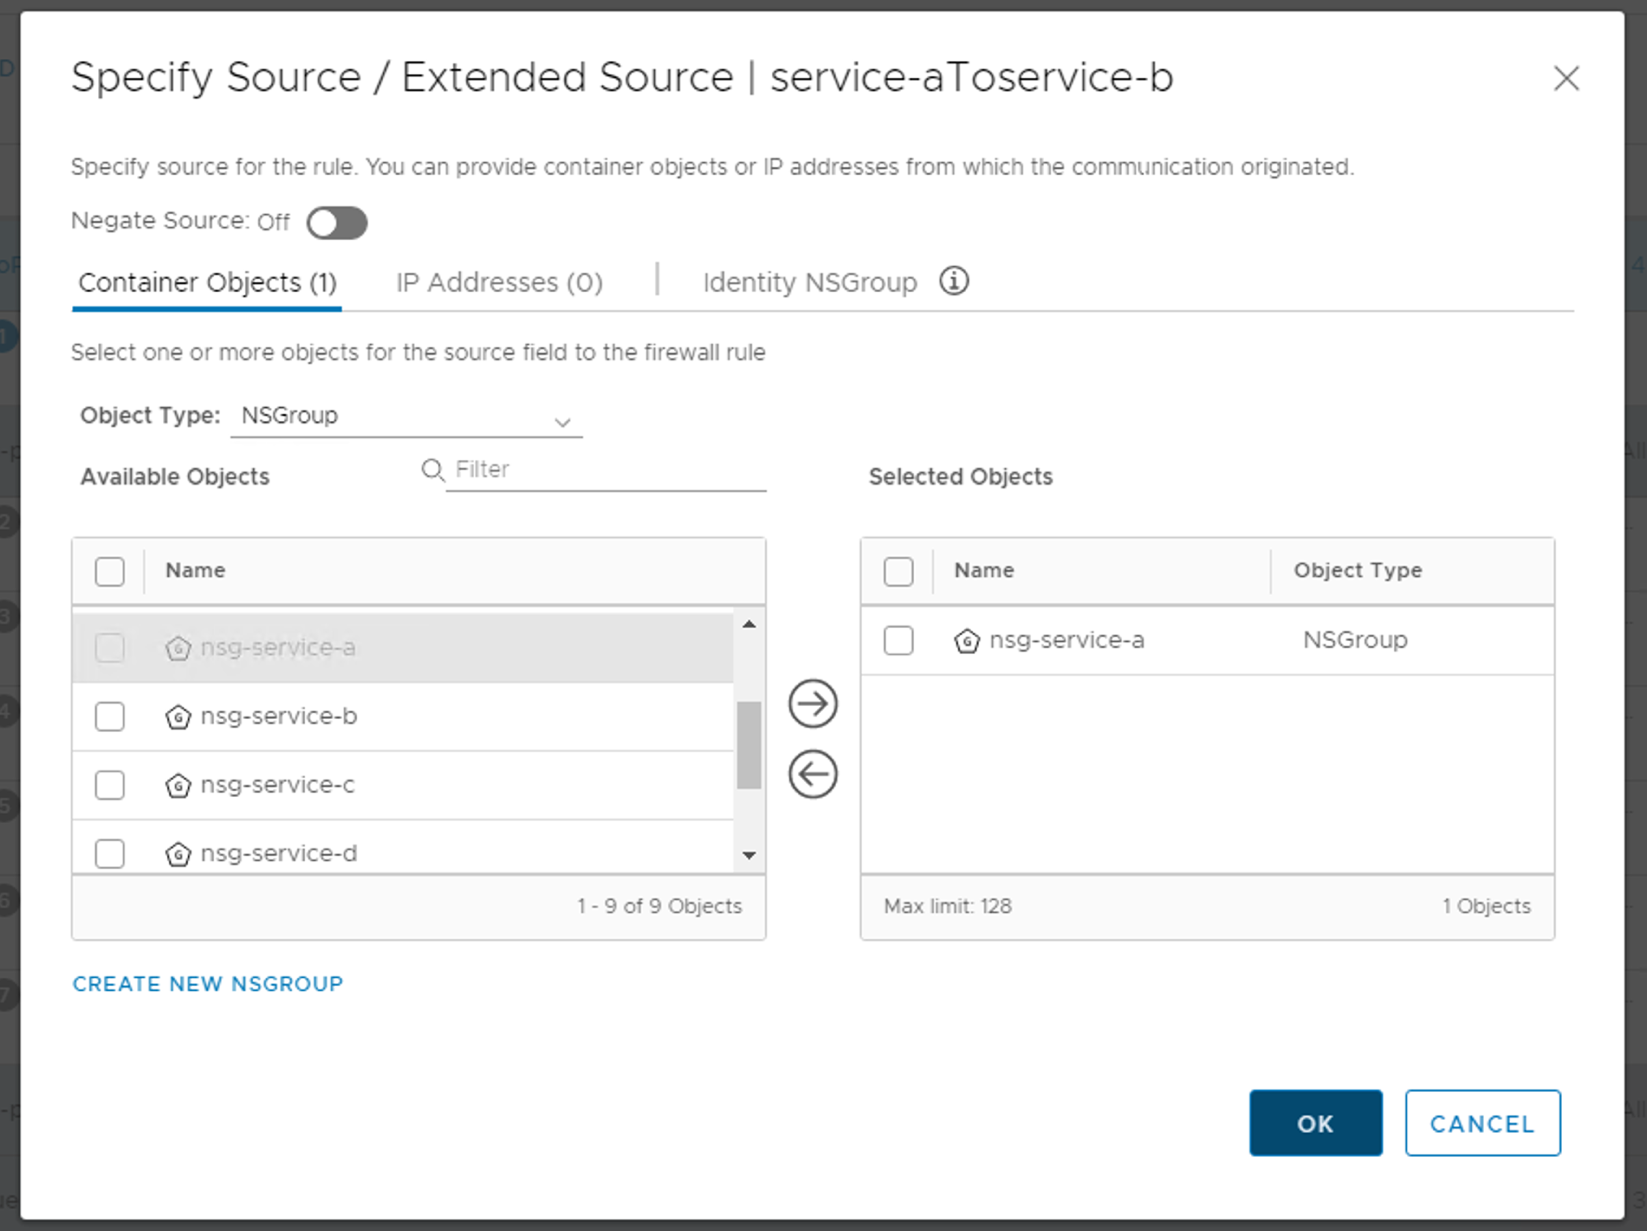 Specify Source / Extended Source | service-aToservice-b
Specify source for the rule. You can provide container objects or IP addresses from which the communication originated.
Negate Source: Off
Container Objects (1) IP Addresses (0) | Identity NSGroup
Select one or more objects for the source field to the firewall rule
Object Type: NSGroup
Available Objects Filter Selected Objects
Name Name Object Type
nsg-service-a nsg-service-a NSGroup
nsg-service-b
nsg-service-c
nsg-service-d
1 - 9 of 9 Objects Max limit: 128 1 Objects
CREATE NEW NSGROUP
OK CANCEL